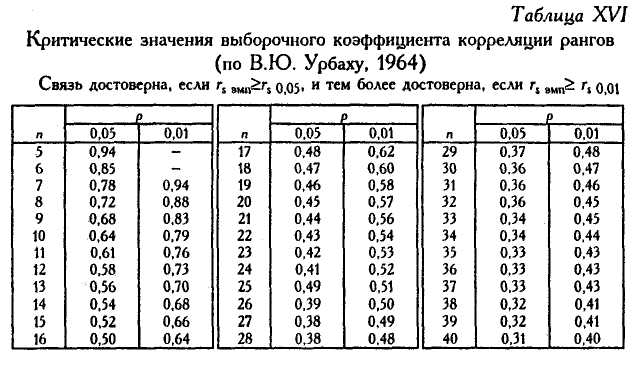 Таблица XVI
Критические значения выборочного коэффициента корреляции рангов
(по В.Ю. Урбаху, 1964)
Связь достоверна, если rs эмп≥rs 0,05, и тем более достоверна, если rs эмп≥ rs 0,01
n p n p n p
0,05 0,01 0,05 0,01 0,05 0,01
5 0,94 – 17 0,48 0,62 29 0,37 0,48
6 0,85 – 18 0,47 0,60 30 0,36 0,47
7 0,78 0,94 19 0,46 0,58 31 0,36 0,46
8 0,72 0,88 20 0,45 0,57 32 0,36 0,45
9 0,68 0,83 21 0,44 0,56 33 0,34 0,45
10 0,64 0,79 22 0,43 0,54 34 0,34 0,44
11 0,61 0,76 23 0,42 0,53 35 0,33 0,43
12 0,58 0,73 24 0,41 0,52 36 0,33 0,43
13 0,56 0,70 25 0,49 0,51 37 0,33 0,43
14 0,54 0,68 26 0,39 0,50 38 0,32 0,41
15 0,52 0,66 27 0,38 0,49 39 0,32 0,41
16 0,50 0,64 28 0,38 0,48 40 0,31 0,40